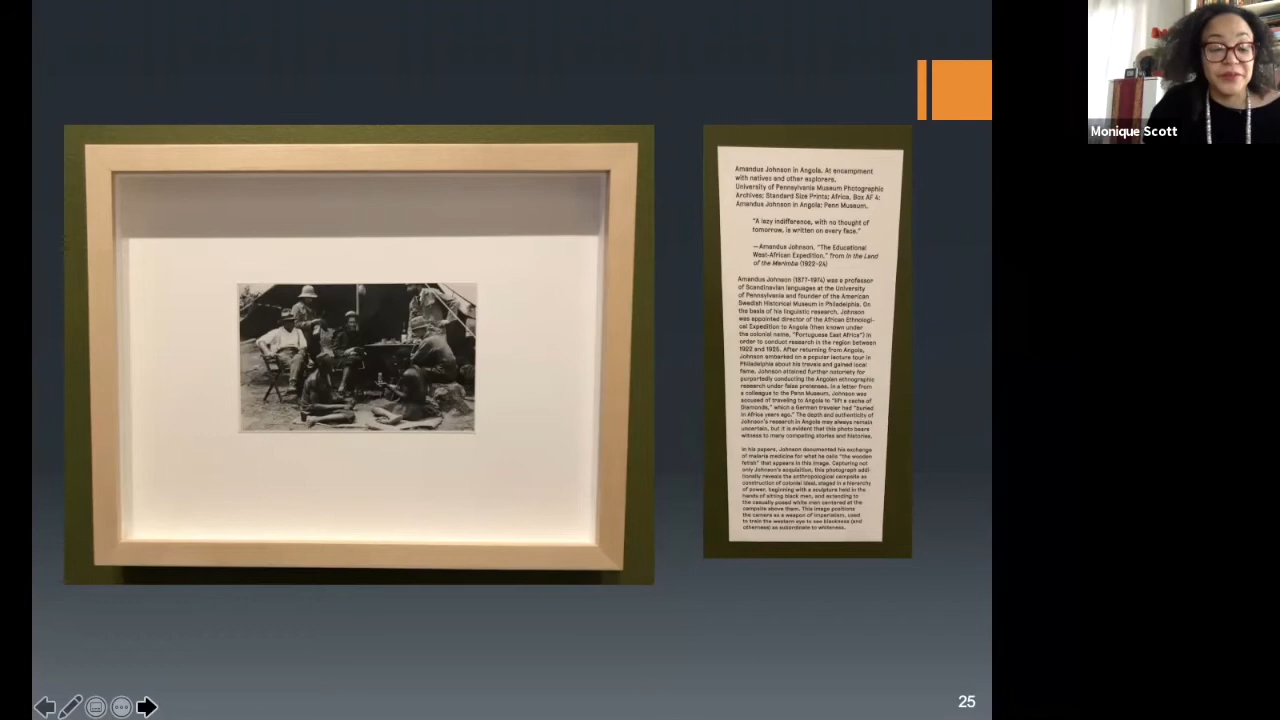 Amandus Johnson in Angola. At encampment
with natives and other explorers.
University of Pennsylvania Museum Photographic
Archives; Standard Size Prints; Africa, Box AF 4;
Amandus Johnson in Angola; Penn Museum.
"A lazy indifference, with no thought of
tomorrow, is written on every face."
—Amandus Johnson, "The Educational
West-African Expedition," from In the Land
of the Marimba (1922-24)
Amandus Johnson (1877-1974) was a professor
of Scandinavian languages at the University
of Pennsylvania and founder of the American
Swedish Historical Museum in Philadelphia. On
the basis of his linguistic research, Johnson
was appointed director of the African Ethnologi-
cal Expedition to Angola (then known under
the colonial name, "Portuguese East Africa") in
order to conduct research in the region between
1922 and 1925. After returning from Angola,
Johnson embarked on a popular lecture tour in
Philadelphia about his travels and gained local
fame. Johnson attained further notoriety for
purportedly conducting the Angolan ethnographic
research under false pretenses. In a letter from
a colleague to the Penn Museum, Johnson was
accused of traveling to Angola to "lift a cache of
Diamonds," which a German traveler had "buried
in Africa years ago." The depth and authenticity of
Johnson's research in Angola may always remain
uncertain, but it is evident that this photo bears
witness to many competing stories and histories.
In his papers, Johnson documented his exchange
of malaria medicine for what he calls "the wooden
fetish" that appears in this image. Capturing not
only Johnson's acquisition, this photograph addi-
tionally reveals the anthropological campsite as
construction of colonial ideal, staged in a hierarchy
of power, beginning with a sculpture held in the
hands of sitting black men, and extending to
the casually posed white men centered at the
campsite above them. This image positions
the camera as a weapon of imperialism, used
to train the western eye to see blackness (and
otherness) as subordinate to whiteness.
Monique Scott
25